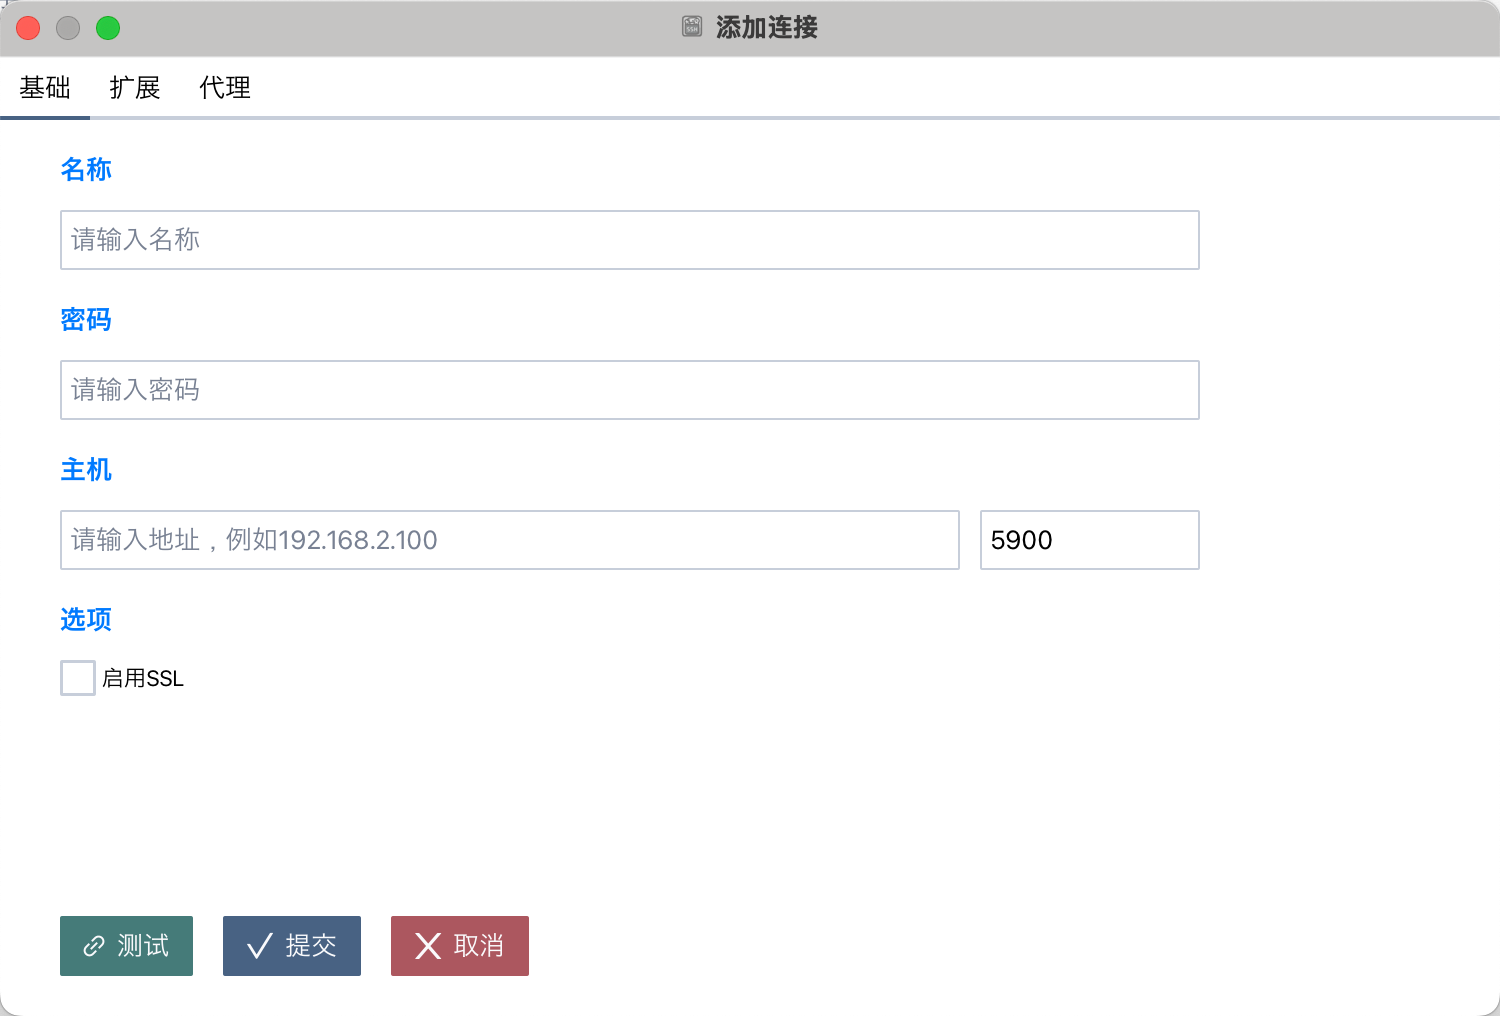 添加连接
基础 扩展 代理
名称
请输入名称
密码
请输入密码
主机
请输入地址，例如192.168.2.100 5900
选项
启用SSL
测试 提交 取消